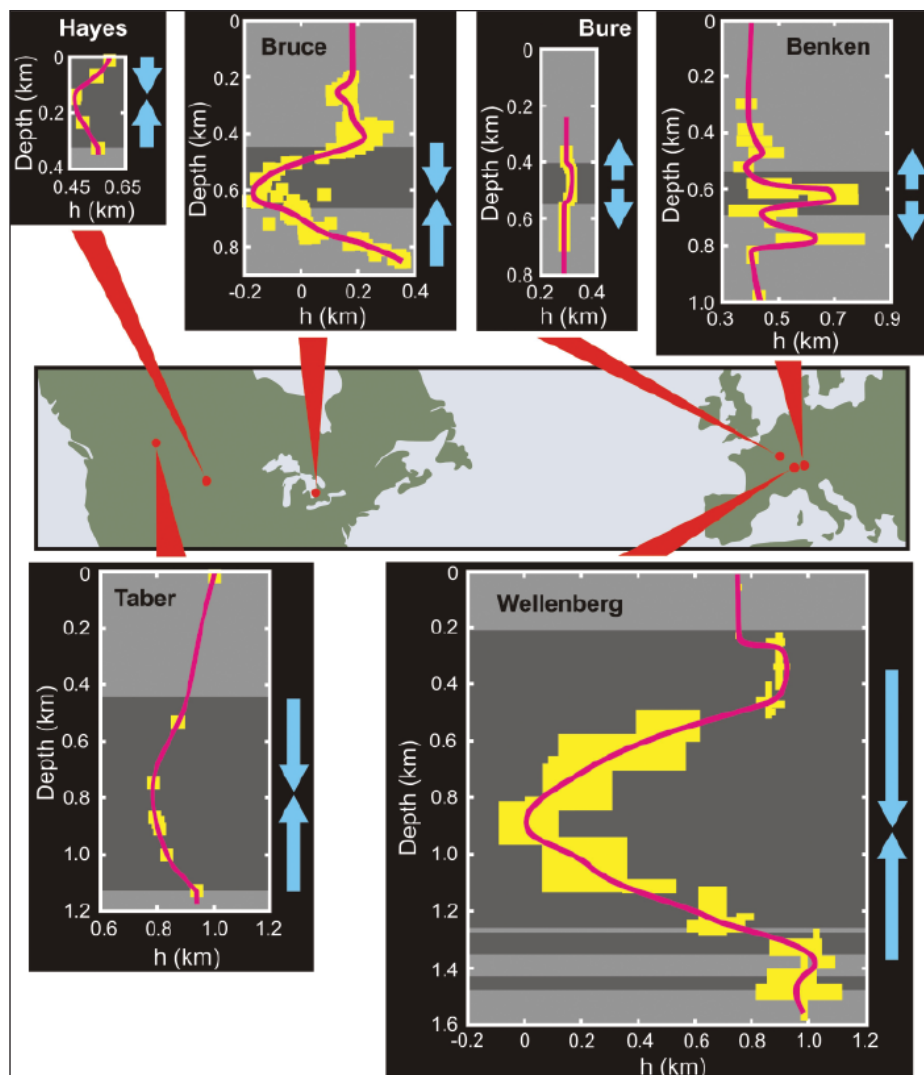 Hayes
0
0.2
0.4
Depth (km)
0.45 0.65
h (km)
Bruce
0
0.2
0.4
0.6
0.8
Depth (km)
-0.2 0 0.2 0.4
h (km)
Bure
0
0.2
0.4
0.6
0.8
Depth (km)
0.2 0.4
h (km)
Benken
0
0.2
0.4
0.6
0.8
1.0
Depth (km)
0.3 0.5 0.7 0.9
h (km)
Taber
0
0.2
0.4
0.6
0.8
1.0
1.2
Depth (km)
0.6 0.8 1.0 1.2
h (km)
Wellenberg
0
0.2
0.4
0.6
0.8
1.0
1.2
1.4
1.6
Depth (km)
-0.2 0 0.2 0.4 0.6 0.8 1.0 1.2
h (km)